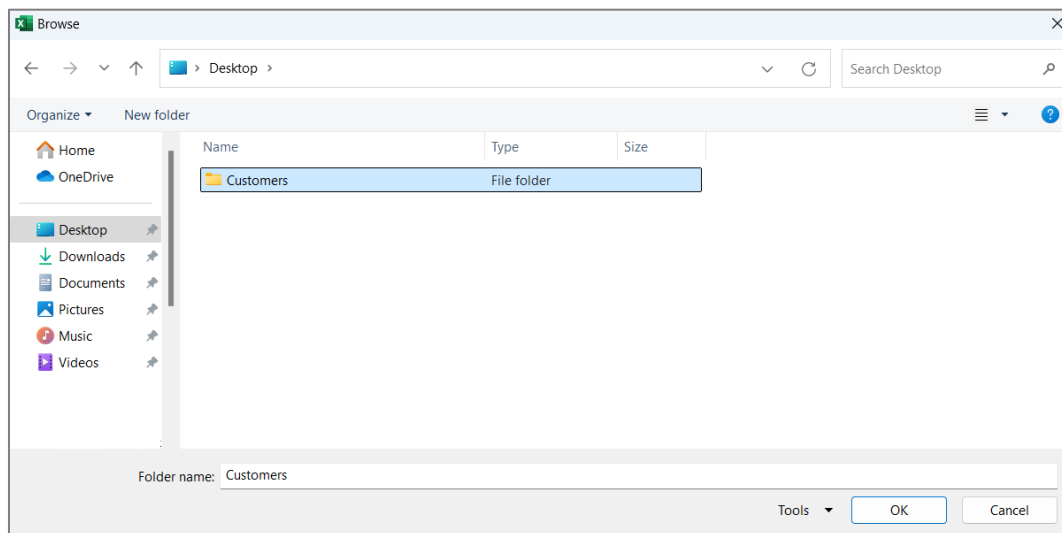 Browse
Desktop
Search Desktop
Organize
New folder
Home
OneDrive
Desktop
Downloads
Documents
Pictures
Music
Videos
Name Type Size
Customers File folder
Folder name: Customers
Tools OK Cancel